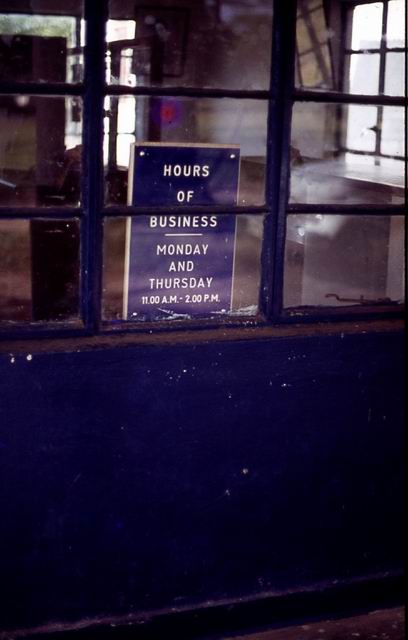 HOURS
OF
BUSINESS
MONDAY
AND
THURSDAY
11.00 A.M. - 2.00 P.M.